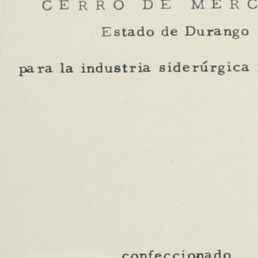 CERRO DE MERC
Estado de Durango
para la industria siderúrgica
confeccionado